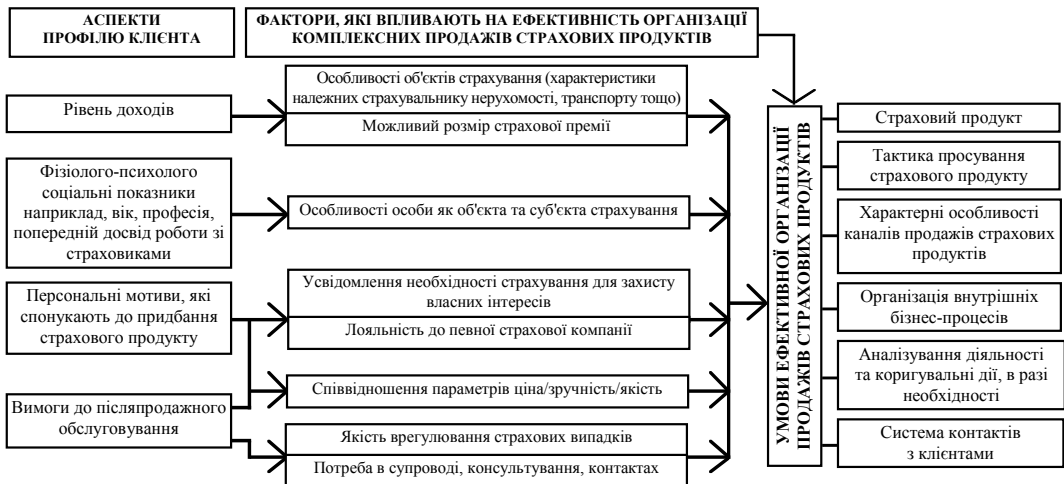 АСПЕКТИ
ПРОФІЛЮ КЛІЄНТА
ФАКТОРИ, ЯКІ ВПЛИВАЮТЬ НА ЕФЕКТИВНІСТЬ ОРГАНІЗАЦІЇ
КОМПЛЕКСНИХ ПРОДАЖІВ СТРАХОВИХ ПРОДУКТІВ
Рівень доходів
Фізіолого-психолого
соціальні показники
наприклад, вік, професія,
попередній досвід роботи зі
страховиками
Персональні мотиви, які
спонукають до придбання
страхового продукту
Вимоги до післяпродажного
обслуговування
Особливості об'єктів страхування (характеристики
належних страхувальнику нерухомості, транспорту тощо)
Можливий розмір страхової премії
Особливості особи як об'єкта та суб'єкта страхування
Усвідомлення необхідності страхування для захисту
власних інтересів
Лояльність до певної страхової компанії
Співвідношення параметрів ціна/зручність/якість
Якість врегулювання страхових випадків
Потреба в супроводі, консультування, контактах
УМОВИ ЕФЕКТИВНОЇ ОРГАНІЗАЦІЇ
ПРОДАЖІВ СТРАХОВИХ ПРОДУКТІВ
Страховий продукт
Тактика просування
страхового продукту
Характерні особливості
каналів продажів страхових
продуктів
Організація внутрішніх
бізнес-процесів
Аналізування діяльності
та коригувальні дії, в разі
необхідності
Система контактів
з клієнтами